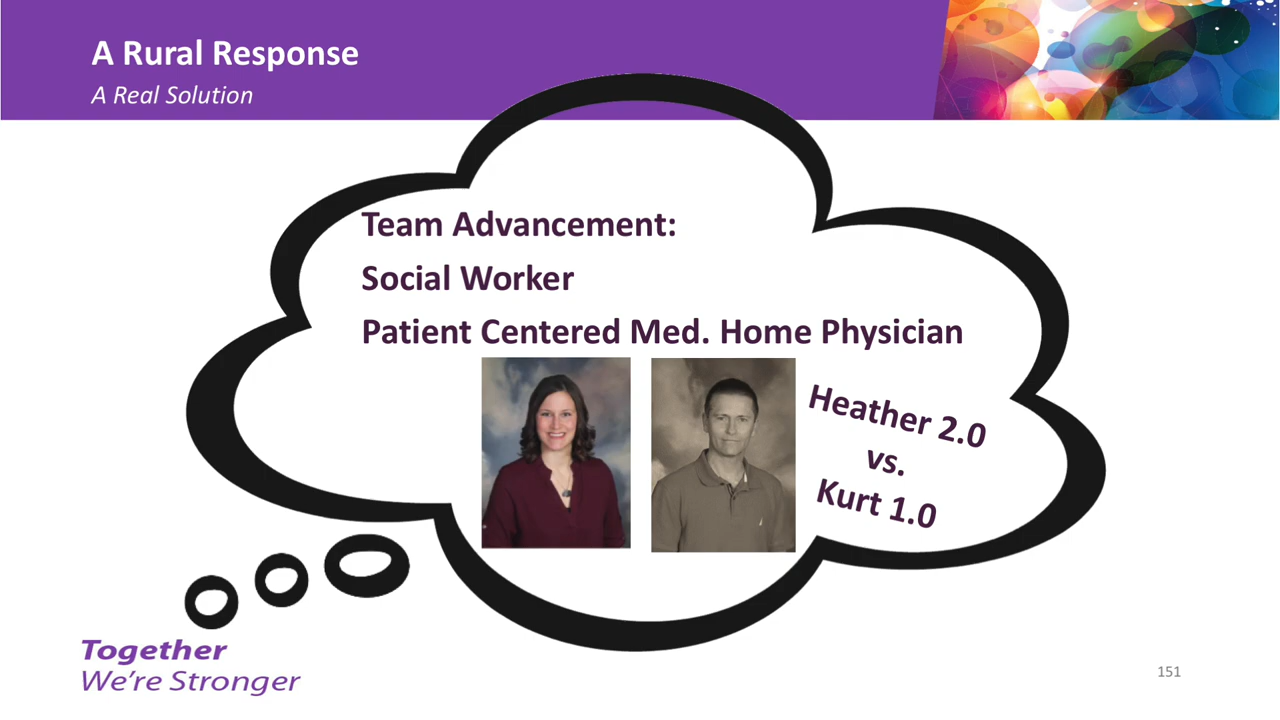 A Rural Response
A Real Solution
Team Advancement:
Social Worker
Patient Centered Med. Home Physician
Heather 2.0
vs.
Kurt 1.0
Together
We're Stronger
151